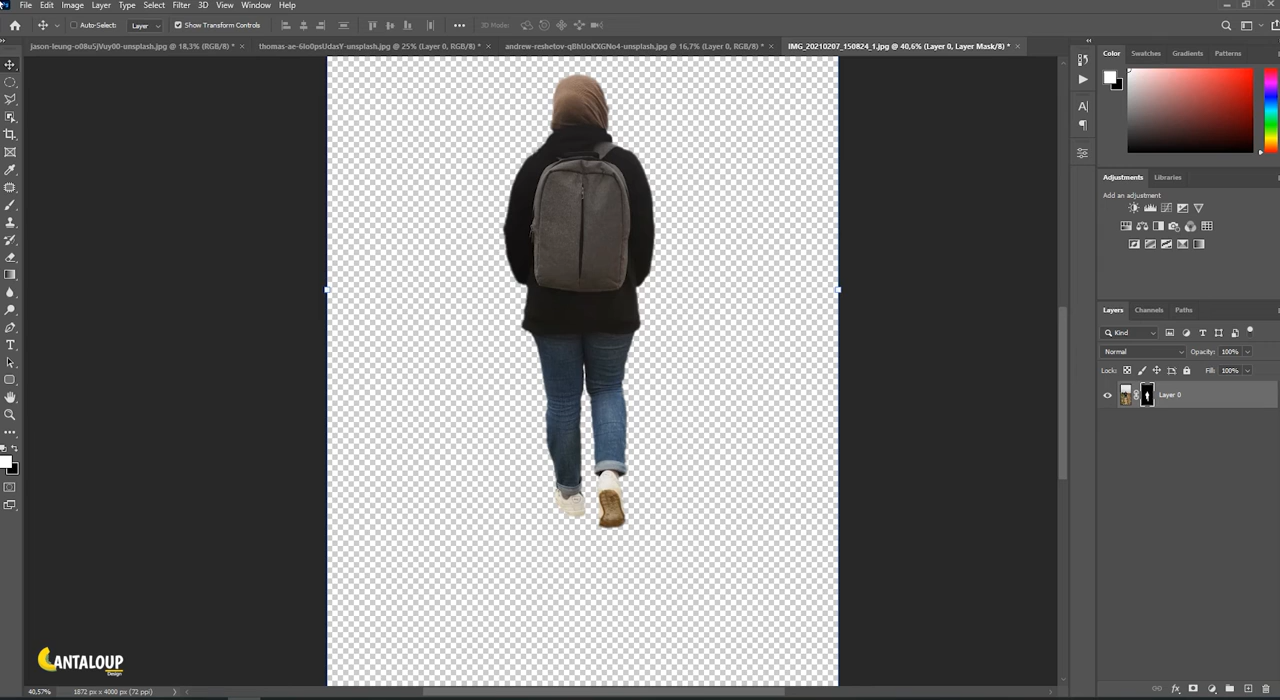 File Edit Image Layer Type Select Filter 3D View Window Help
Auto-Select: Layer Show Transform Controls 3D Mode:
jason-leung-o08u5jVuy00-unsplash.jpg @ 18,3% (RGB/8) * × thomas-ae-6lo0psUdasY-unsplash.jpg @ 25% (Layer 0, RGB/8) * × andrew-reshetov-qBhUoKXGNo4-unsplash.jpg @ 16,7% (Layer 0, RGB/8) * × IMG_20210207_150824_1.jpg @ 40,6% (Layer 0, Layer Mask/8) * ×
Color Swatches Gradients Patterns
Adjustments Libraries
Add an adjustment
Layers Channels Paths
Kind
Normal Opacity: 100%
Lock: Fill: 100%
Layer 0
CANTALOUP
Design
40,57% 1872 px x 4000 px (72 ppi)